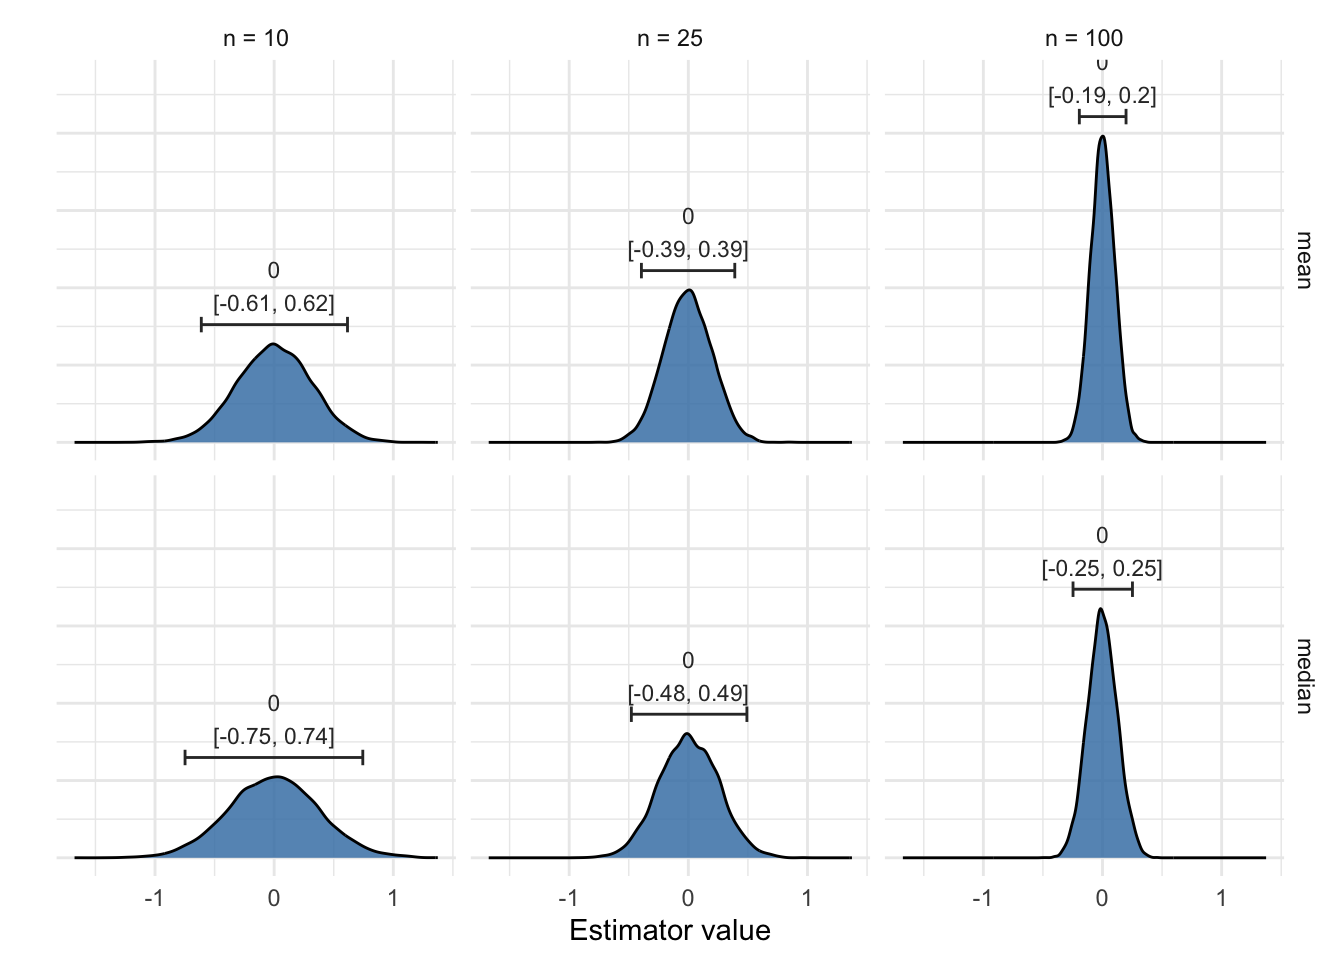 n = 10
n = 25
n = 100
0
[-0.61, 0.62]
0
[-0.39, 0.39]
0
[-0.19, 0.2]
mean
0
[-0.75, 0.74]
0
[-0.48, 0.49]
0
[-0.25, 0.25]
median
-1 0 1
-1 0 1
-1 0 1
Estimator value